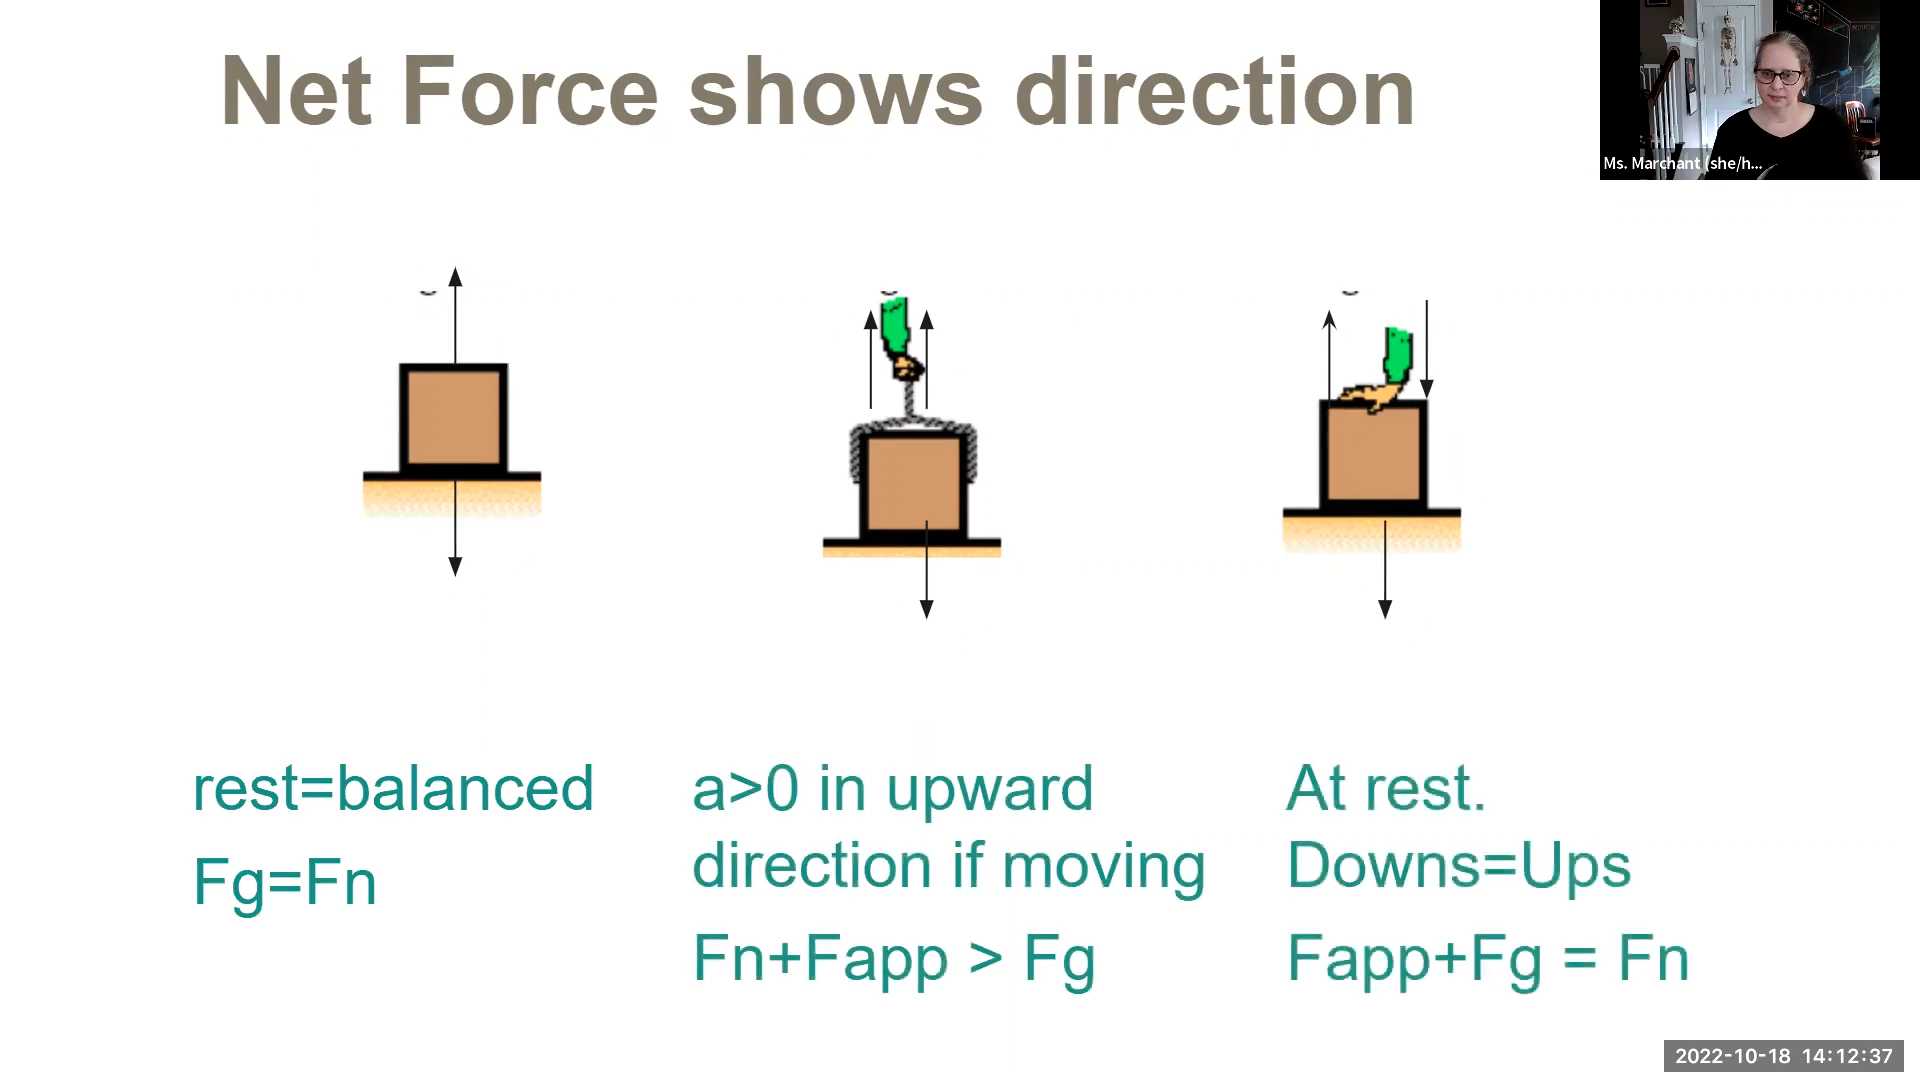 Net Force shows direction
Ms. Marchant (she/h...
rest=balanced
Fg=Fn
a>0 in upward
direction if moving
Fn+Fapp > Fg
At rest.
Downs=Ups
Fapp+Fg = Fn
2022-10-18 14:12:37